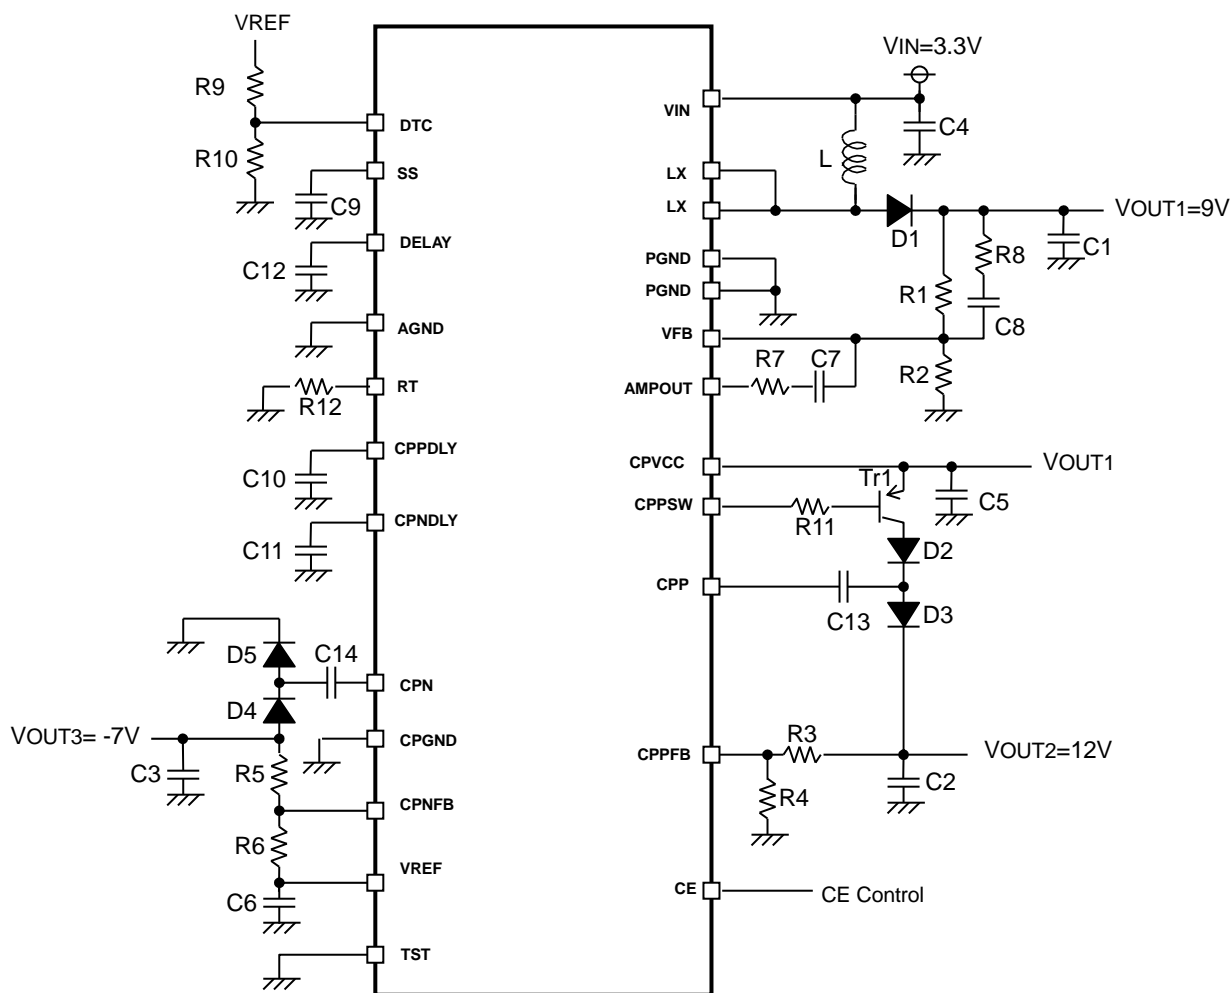 VREF
R9
R10
DTC
SS
C9
DELAY
C12
AGND
RT
R12
CPPDLY
C10
CPNDLY
C11
D5
C14
CPN
D4
VOUT3= -7V
CPGND
C3
R5
CPNFB
R6
VREF
C6
TST
VIN=3.3V
VIN
C4
L
LX
LX
D1
VOUT1=9V
C1
R8
PGND
PGND
R1
C8
VFB
R7
C7
R2
AMPOUT
CPVCC
VOUT1
Tr1
C5
CPPSW
R11
D2
CPP
C13
D3
R3
CPPFB
VOUT2=12V
R4
C2
CE
CE Control